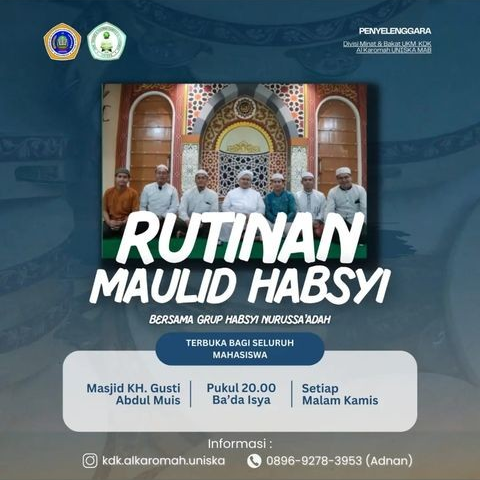 PENYELENGGARA
Divisi Minat & Bakat UKM KDK
Al Karomah UNISKA MAB
RUTINAN
MAULID HABSYI
BERSAMA GRUP HABSYI NURUSSA'ADAH
TERBUKA BAGI SELURUH
MAHASISWA
Masjid KH. Gusti
Abdul Muis
Pukul 20.00
Ba'da Isya
Setiap
Malam Kamis
Informasi :
kdk.alkaromah.uniska
0896-9278-3953 (Adnan)